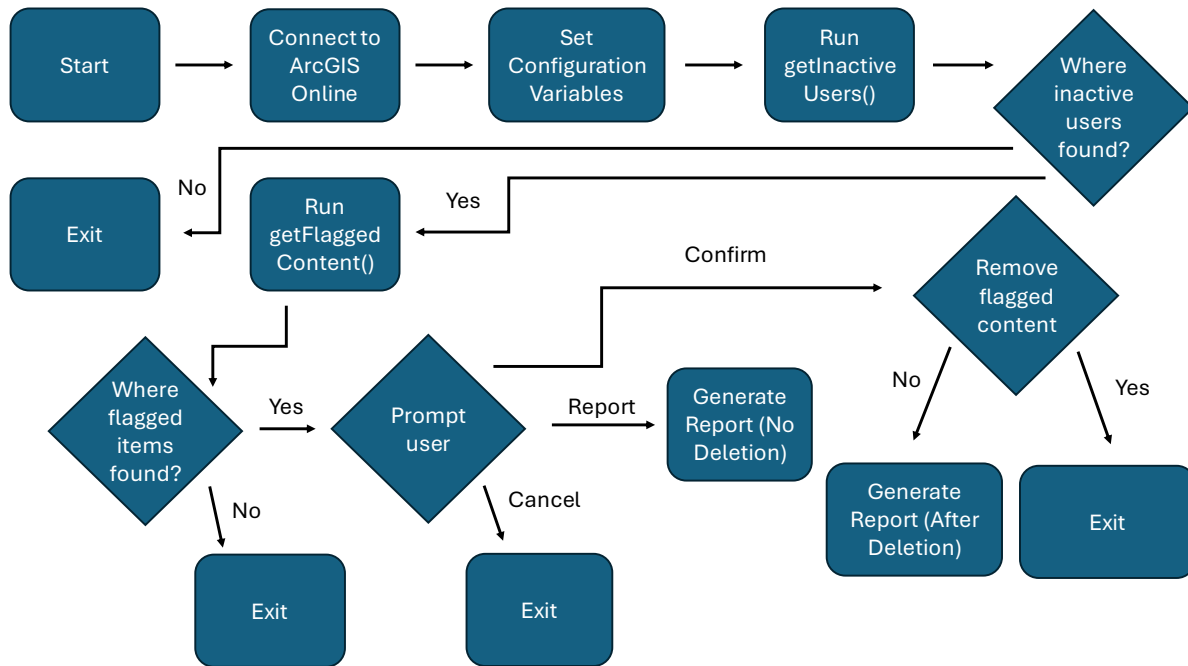 Start
Connect to
ArcGIS
Online
Set
Configuration
Variables
Run
getInactive
Users()
Where
inactive
users
found?
No
Yes
Exit
Run
getFlagged
Content()
Confirm
Remove
flagged
content
Where
flagged
items
found?
Yes
Prompt
user
Report
Generate
Report (No
Deletion)
No
Yes
No
Cancel
Generate
Report (After
Deletion)
Exit
Exit
Exit